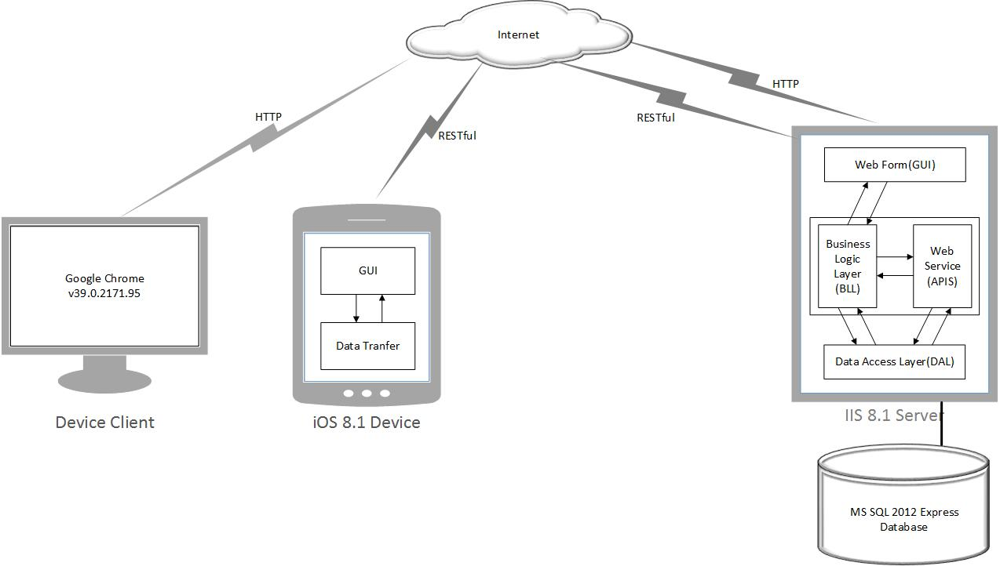 Internet
HTTP
RESTful
RESTful
HTTP
Google Chrome
v39.0.2171.95
Device Client
GUI
Data Tranfer
iOS 8.1 Device
Web Form(GUI)
Business
Logic
Layer
(BLL)
Web
Service
(APIS)
Data Access Layer(DAL)
IIS 8.1 Server
MS SQL 2012 Express
Database